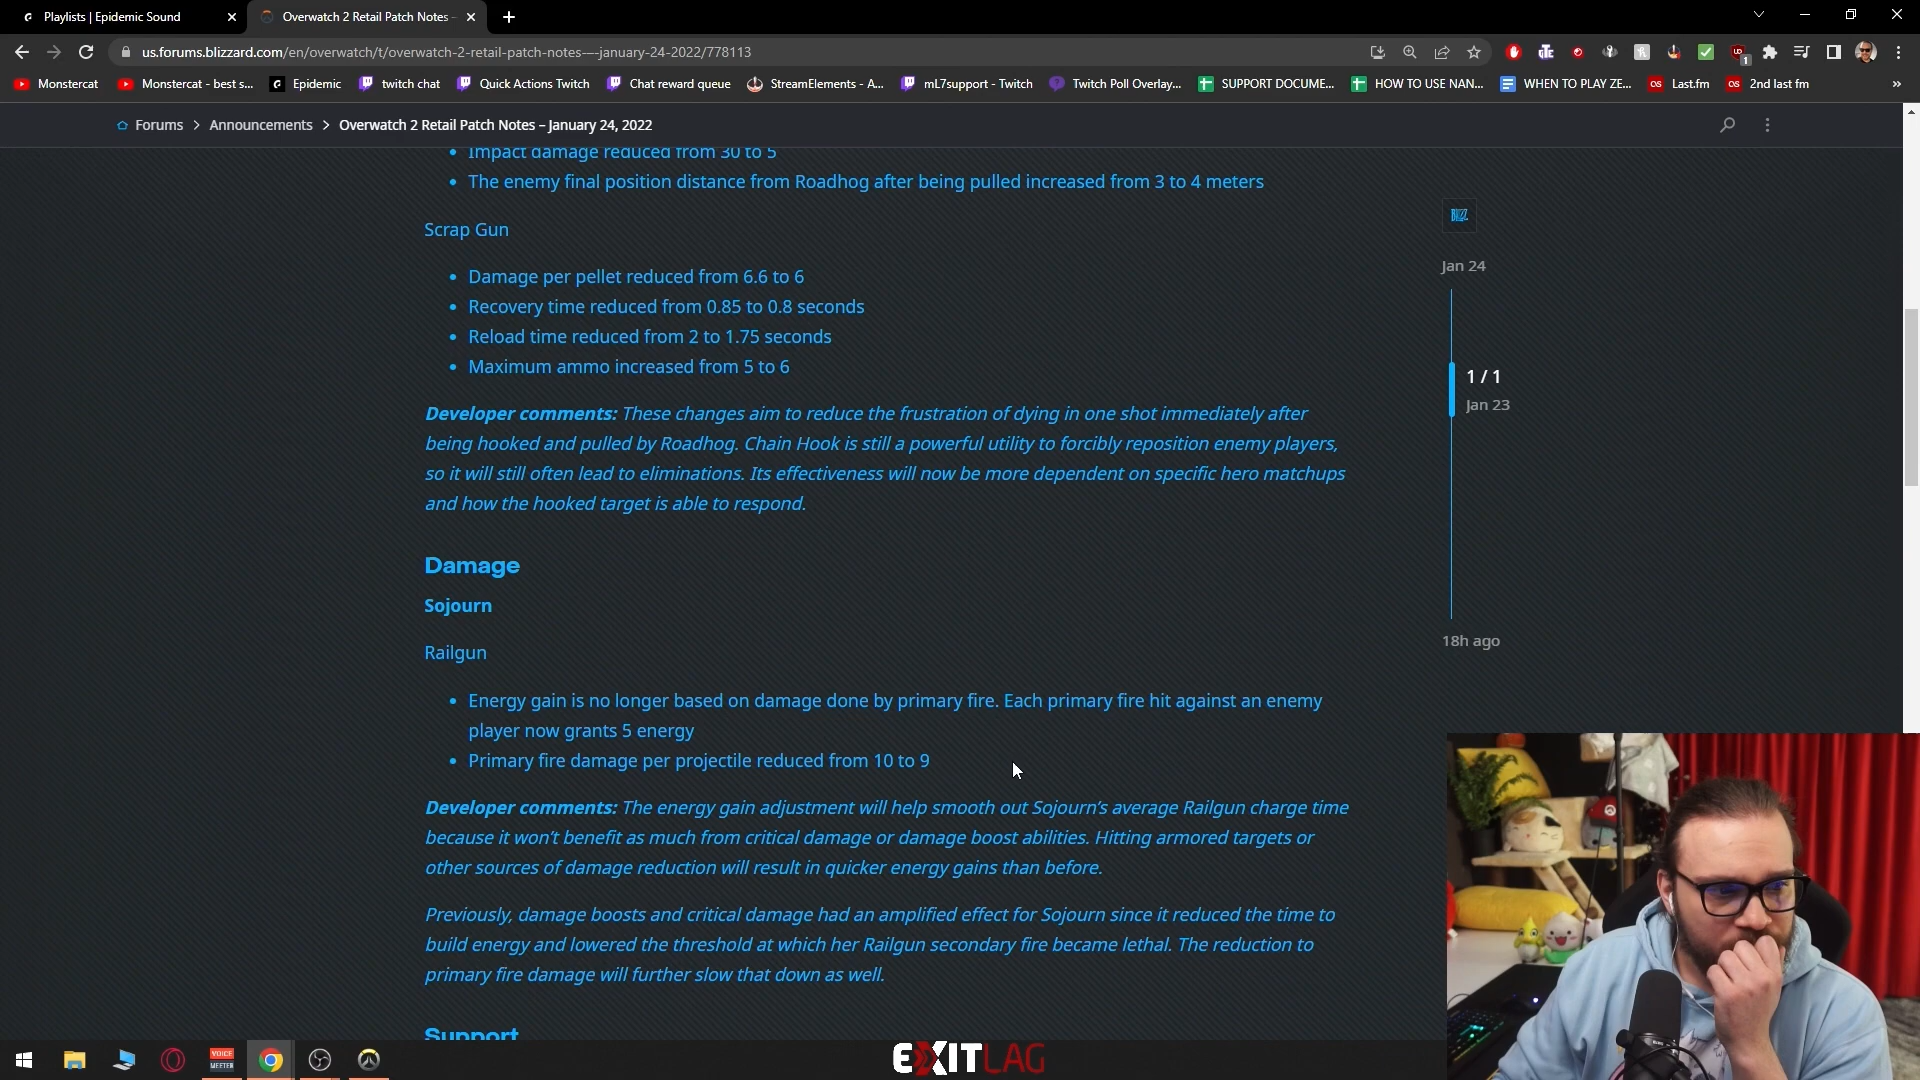 Playlists | Epidemic Sound
Overwatch 2 Retail Patch Notes -
us.forums.blizzard.com/en/overwatch/t/overwatch-2-retail-patch-notes-–-january-24-2022/778113
Monstercat
Monstercat - best s...
Epidemic
twitch chat
Quick Actions Twitch
Chat reward queue
StreamElements - A...
mL7support - Twitch
Twitch Poll Overlay...
SUPPORT DOCUME...
HOW TO USE NAN...
WHEN TO PLAY ZE...
Last.fm
2nd last fm
Forums > Announcements > Overwatch 2 Retail Patch Notes – January 24, 2022
• Impact damage reduced from 30 to 5
• The enemy final position distance from Roadhog after being pulled increased from 3 to 4 meters
BLIZZ
Scrap Gun
Jan 24
• Damage per pellet reduced from 6.6 to 6
• Recovery time reduced from 0.85 to 0.8 seconds
• Reload time reduced from 2 to 1.75 seconds
• Maximum ammo increased from 5 to 6
1 / 1
Jan 23
Developer comments: These changes aim to reduce the frustration of dying in one shot immediately after
being hooked and pulled by Roadhog. Chain Hook is still a powerful utility to forcibly reposition enemy players,
so it will still often lead to eliminations. Its effectiveness will now be more dependent on specific hero matchups
and how the hooked target is able to respond.
Damage
Sojourn
18h ago
Railgun
• Energy gain is no longer based on damage done by primary fire. Each primary fire hit against an enemy
player now grants 5 energy
• Primary fire damage per projectile reduced from 10 to 9
Developer comments: The energy gain adjustment will help smooth out Sojourn's average Railgun charge time
because it won't benefit as much from critical damage or damage boost abilities. Hitting armored targets or
other sources of damage reduction will result in quicker energy gains than before.
Previously, damage boosts and critical damage had an amplified effect for Sojourn since it reduced the time to
build energy and lowered the threshold at which her Railgun secondary fire became lethal. The reduction to
primary fire damage will further slow that down as well.
Support
VOICE
MEETER
EXITLAG